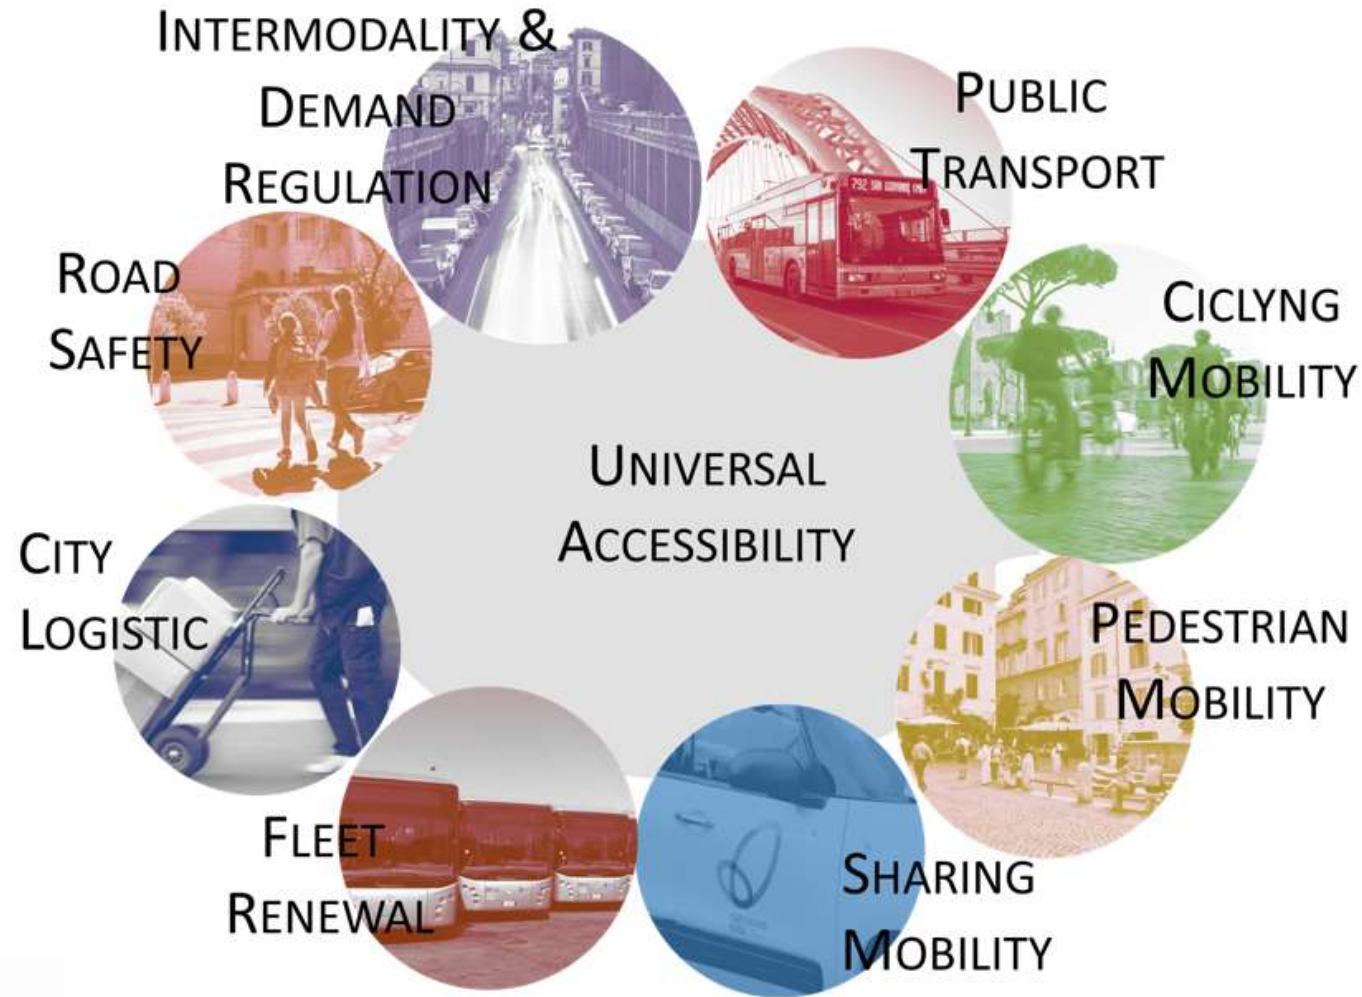 INTERMODALITY &
DEMAND
REGULATION
PUBLIC
TRANSPORT
ROAD
SAFETY
CICLYNG
MOBILITY
UNIVERSAL
ACCESSIBILITY
CITY
LOGISTIC
PEDESTRIAN
MOBILITY
FLEET
RENEWAL
SHARING
MOBILITY